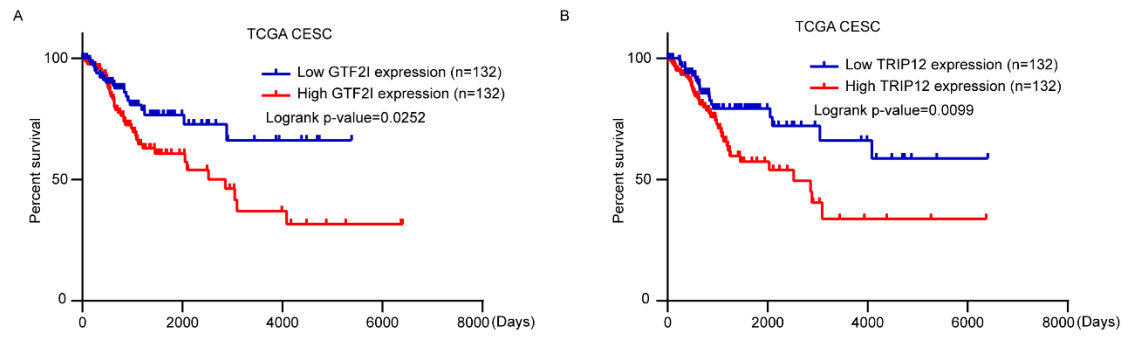 A
TCGA CESC
Low GTF2I expression (n=132)
High GTF2I expression (n=132)
Logrank p-value=0.0252
Percent survival
100
50
0
0 2000 4000 6000 8000 (Days)
B
TCGA CESC
Low TRIP12 expression (n=132)
High TRIP12 expression (n=132)
Logrank p-value=0.0099
Percent survival
100
50
0
0 2000 4000 6000 8000 (Days)